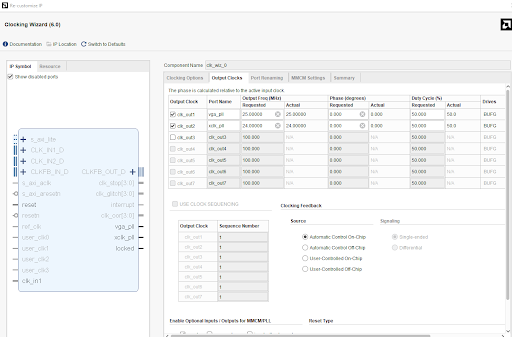 Re-customize IP
Clocking Wizard (6.0)
Documentation IP Location Switch to Defaults
IP Symbol Resource
Show disabled ports
Component Name clk_wiz_0
Clocking Options Output Clocks Port Renaming MMCM Settings Summary
The phase is calculated relative to the active input clock.
Output Clock Port Name Output Freq (MHz) Phase (degrees) Duty Cycle (%) Drives
Requested Actual Requested Actual Requested Actual
clk_out1 vga_pll 25.00000 25.00000 0.000 0.000 50.000 50.0 BUFG
clk_out2 xclk_pll 24.00000 24.00000 0.000 0.000 50.000 50.0 BUFG
clk_out3 clk_out3 100.000 N/A 0.000 N/A 50.000 N/A BUFG
clk_out4 clk_out4 100.000 N/A 0.000 N/A 50.000 N/A BUFG
clk_out5 clk_out5 100.000 N/A 0.000 N/A 50.000 N/A BUFG
clk_out6 clk_out6 100.000 N/A 0.000 N/A 50.000 N/A BUFG
clk_out7 clk_out7 100.000 N/A 0.000 N/A 50.000 N/A BUFG
s_axi_lite
CLK_IN1_D
CLK_IN2_D
CLKFB_IN_D CLKFB_OUT_D
s_axi_aclk clk_stop[3:0]
s_axi_aresetn clk_glitch[3:0]
reset interrupt
resetn clk_oor[3:0]
ref_clk vga_pll
user_clk0 xclk_pll
user_clk1 locked
user_clk2
user_clk3
clk_in1
USE CLOCK SEQUENCING
Output Clock Sequence Number
clk_out1 1
clk_out2 1
clk_out3 1
clk_out4 1
clk_out5 1
clk_out6 1
clk_out7 1
Clocking Feedback
Source Signaling
Automatic Control On-Chip Single-ended
Automatic Control Off-Chip Differential
User-Controlled On-Chip
User-Controlled Off-Chip
Enable Optional Inputs / Outputs for MMCM/PLL Reset Type